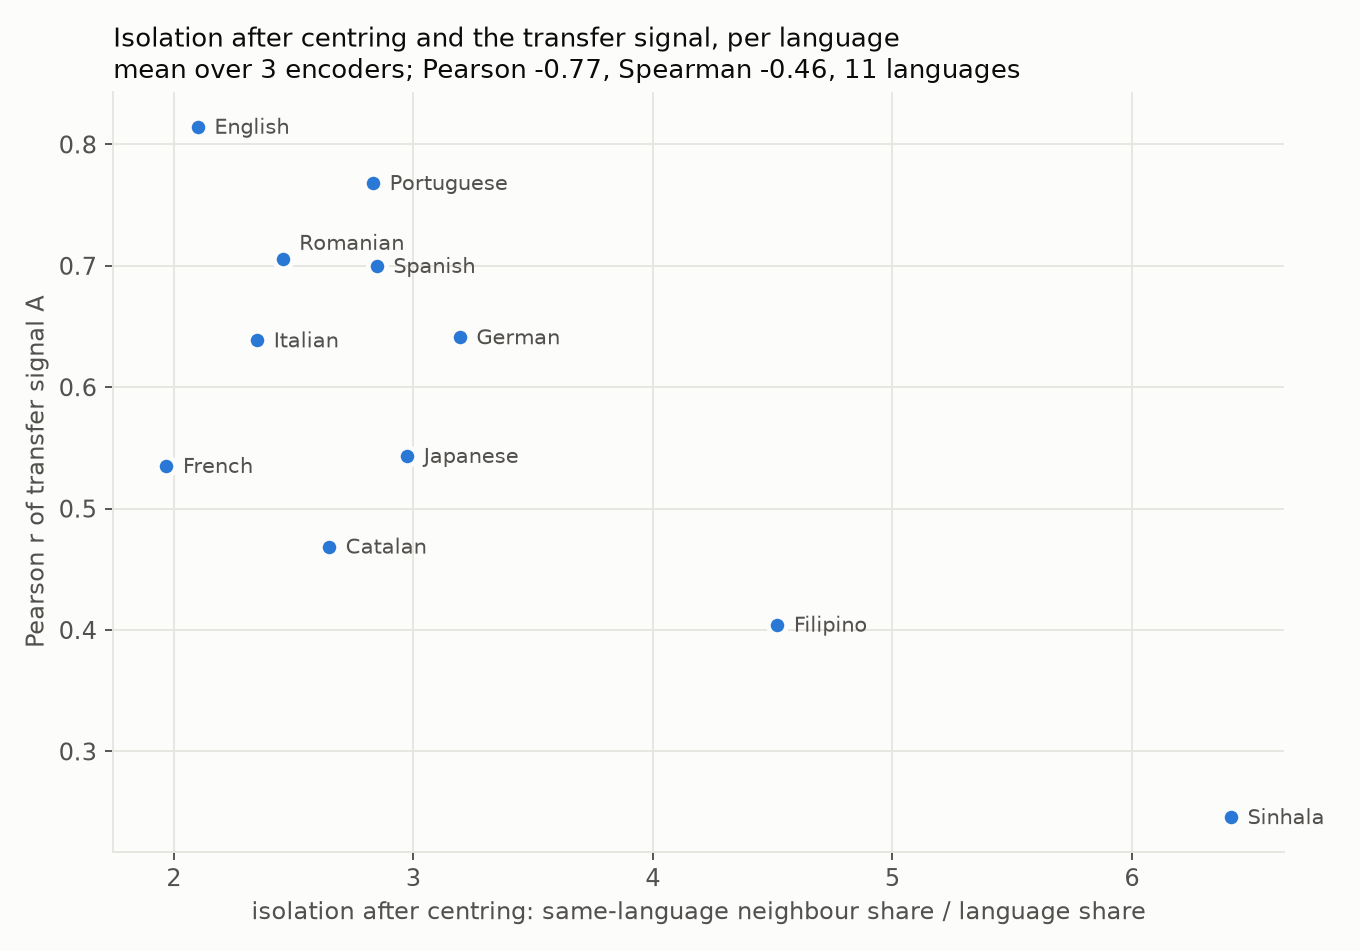 Isolation after centring and the transfer signal, per language
mean over 3 encoders; Pearson -0.77, Spearman -0.46, 11 languages
Pearson r of transfer signal A
0.8
0.7
0.6
0.5
0.4
0.3
English
Portuguese
Romanian
Spanish
Italian
German
French
Japanese
Catalan
Filipino
Sinhala
2 3 4 5 6
isolation after centring: same-language neighbour share / language share